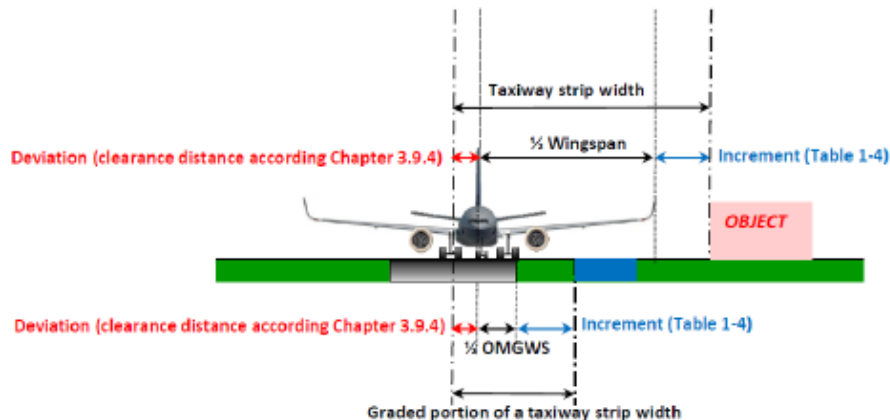 Taxiway strip width
½ Wingspan
Deviation (clearance distance according Chapter 3.9.4)
Increment (Table 1-4)
OBJECT
Deviation (clearance distance according Chapter 3.9.4)
Increment (Table 1-4)
½ OMGWS
Graded portion of a taxiway strip width